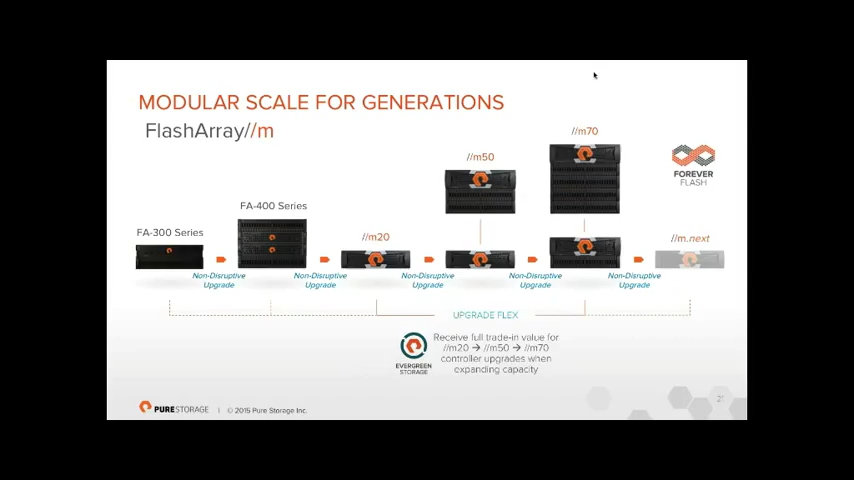 MODULAR SCALE FOR GENERATIONS
FlashArray//m
//m70
//m50
FOREVER
FLASH
FA-400 Series
FA-300 Series
//m20
//m.next
Non-Disruptive
Upgrade
Non-Disruptive
Upgrade
Non-Disruptive
Upgrade
Non-Disruptive
Upgrade
Non-Disruptive
Upgrade
UPGRADE FLEX
EVERGREEN
STORAGE
Receive full trade-in value for
//m20 → //m50 → //m70
controller upgrades when
expanding capacity
PURESTORAGE | © 2015 Pure Storage Inc.